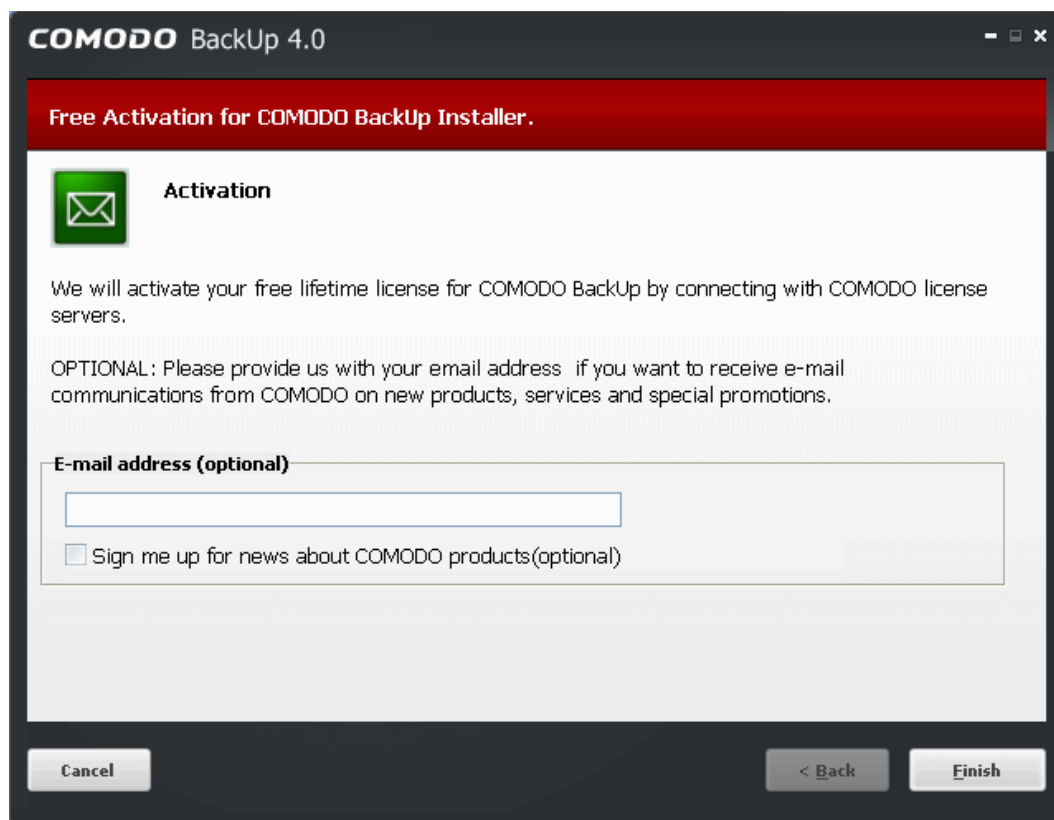 COMODO BackUp 4.0
Free Activation for COMODO BackUp Installer.
Activation
We will activate your free lifetime license for COMODO BackUp by connecting with COMODO license
servers.
OPTIONAL: Please provide us with your email address  if you want to receive e-mail
communications from COMODO on new products, services and special promotions.
E-mail address (optional)
Sign me up for news about COMODO products(optional)
Cancel
< Back
Finish